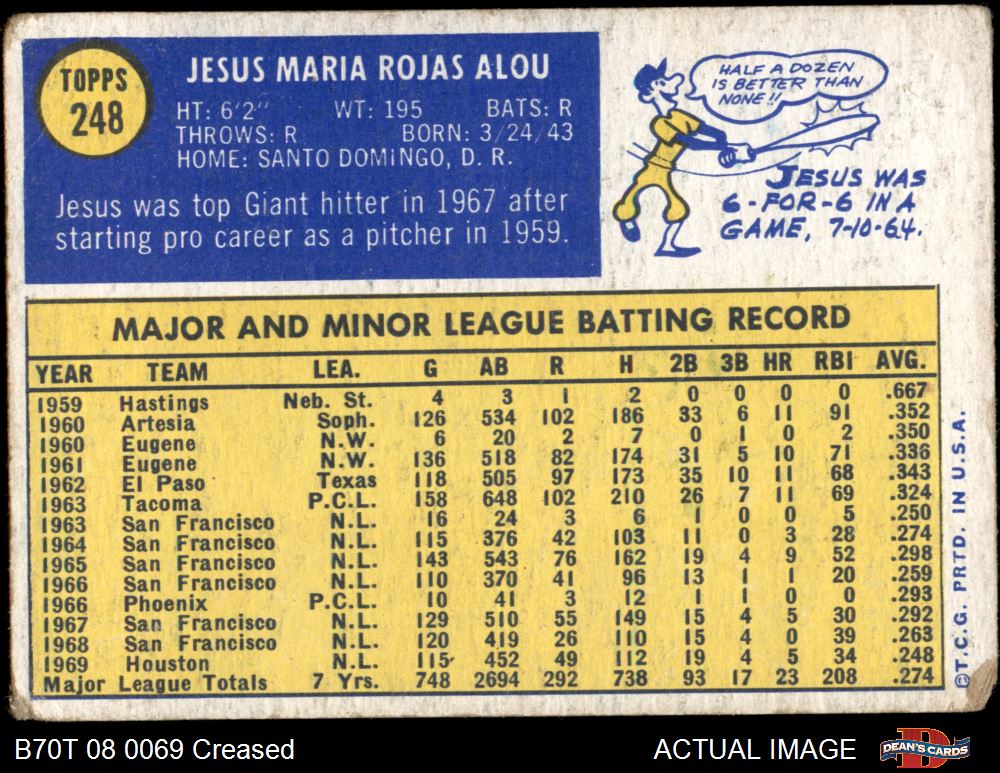 TOPPS
248
JESUS MARIA ROJAS ALOU
HT: 6'2" WT: 195 BATS: R
THROWS: R BORN: 3/24/43
HOME: SANTO DOMINGO, D. R.
Jesus was top Giant hitter in 1967 after
starting pro career as a pitcher in 1959.
HALF A DOZEN
IS BETTER THAN
NONE!!
JESUS WAS
6-FOR-6 IN A
GAME, 7-10-64.
MAJOR AND MINOR LEAGUE BATTING RECORD
YEAR TEAM LEA. G AB R H 2B 3B HR RBI AVG.
1959 Hastings Neb. St. 4 3 1 2 0 0 0 0 .667
1960 Artesia Soph. 126 534 102 186 33 6 11 91 .352
1960 Eugene N.W. 6 20 2 7 0 1 0 2 .350
1961 Eugene N.W. 136 518 82 174 31 5 10 71 .336
1962 El Paso Texas 118 505 97 173 35 10 11 68 .343
1963 Tacoma P.C.L. 158 648 102 210 26 7 11 69 .324
1963 San Francisco N.L. 16 24 3 6 1 0 0 5 .250
1964 San Francisco N.L. 115 376 42 103 11 0 3 28 .274
1965 San Francisco N.L. 143 543 76 162 19 4 9 52 .298
1966 San Francisco N.L. 110 370 41 96 13 1 1 20 .259
1966 Phoenix P.C.L. 10 41 3 12 1 1 0 0 .293
1967 San Francisco N.L. 129 510 55 149 15 4 5 30 .292
1968 San Francisco N.L. 120 419 26 110 15 4 0 39 .263
1969 Houston N.L. 115 452 49 112 19 4 5 34 .248
Major League Totals 7 Yrs. 748 2694 292 738 93 17 23 208 .274
©T.C.G. PRTD. IN U.S.A.
B70T 08 0069 Creased
ACTUAL IMAGE
DEAN'S CARDS